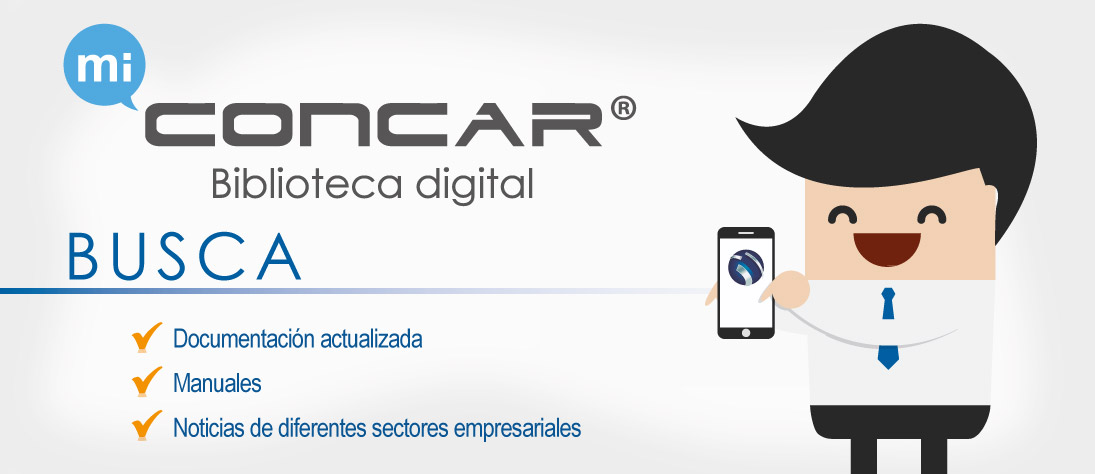 mi
CONCAR®
Biblioteca digital
BUSCA
Documentación actualizada
Manuales
Noticias de diferentes sectores empresariales